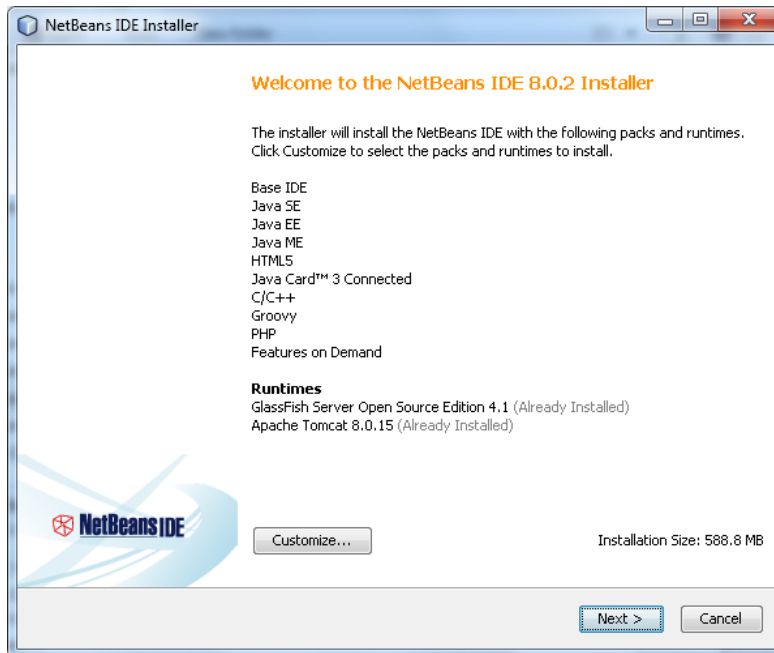 NetBeans IDE Installer
Welcome to the NetBeans IDE 8.0.2 Installer
The installer will install the NetBeans IDE with the following packs and runtimes.
Click Customize to select the packs and runtimes to install.
Base IDE
Java SE
Java EE
Java ME
HTML5
Java Card™ 3 Connected
C/C++
Groovy
PHP
Features on Demand
Runtimes
GlassFish Server Open Source Edition 4.1 (Already Installed)
Apache Tomcat 8.0.15 (Already Installed)
NetBeans IDE
Customize...
Installation Size: 588.8 MB
Next >
Cancel